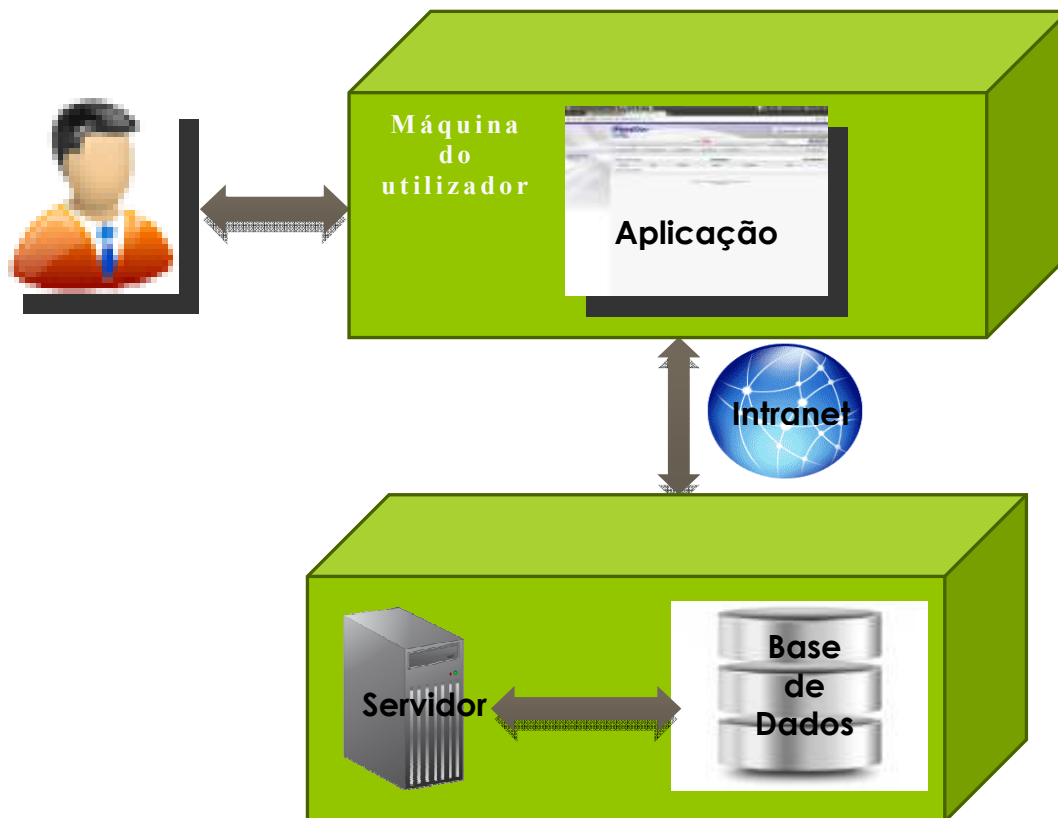 Máquina
do
utilizador
Aplicação
Intranet
Servidor
Base
de
Dados